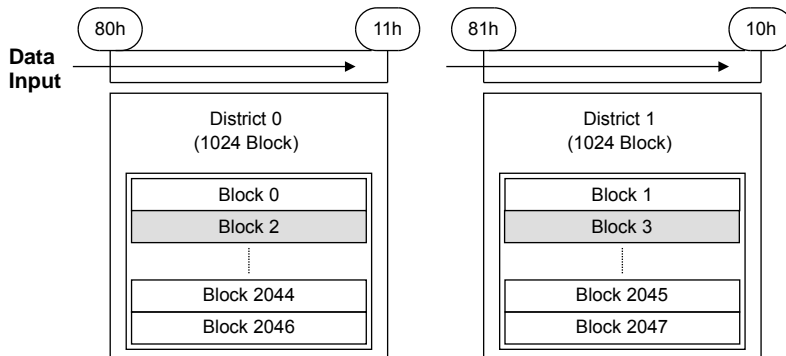 80h 11h 81h 10h
Data
Input
District 0
(1024 Block)
Block 0
Block 2
Block 2044
Block 2046
District 1
(1024 Block)
Block 1
Block 3
Block 2045
Block 2047